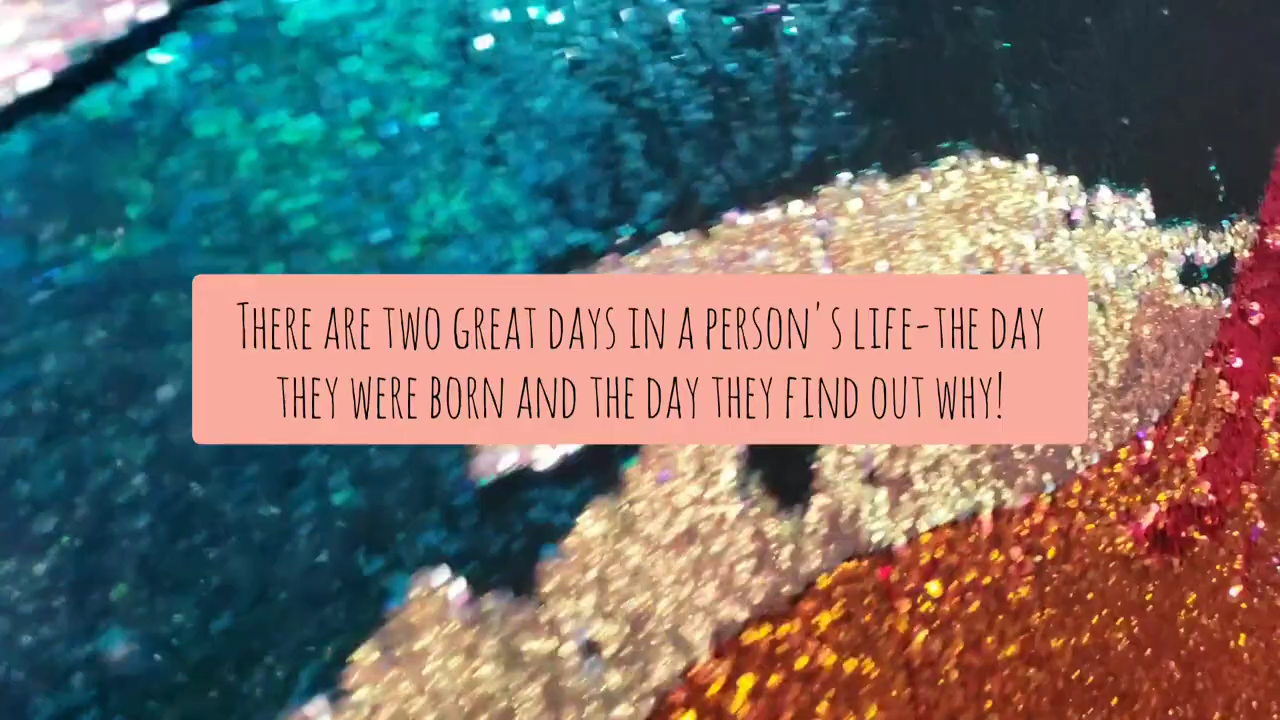 There are two great days in a person's life-the day
they were born and the day they find out why!